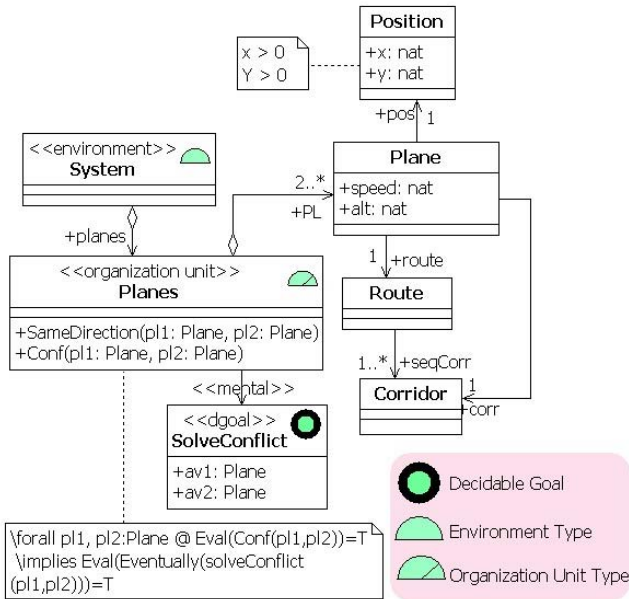 Position
+x: nat
+y: nat
x > 0
Y > 0
+pos
1
<<environment>>
System
Plane
+speed: nat
+alt: nat
2..*
+PL
+planes
<<organization unit>>
Planes
+SameDirection(pl1: Plane, pl2: Plane)
+Conf(pl1: Plane, pl2: Plane)
1
+route
Route
1..*
+seqCorr
Corridor
1
+corr
<<mental>>
<<dgoal>>
SolveConflict
+av1: Plane
+av2: Plane
\forall pl1, pl2:Plane @ Eval(Conf(pl1,pl2))=T
\implies Eval(Eventually(solveConflict
(pl1,pl2)))=T
Decidable Goal
Environment Type
Organization Unit Type